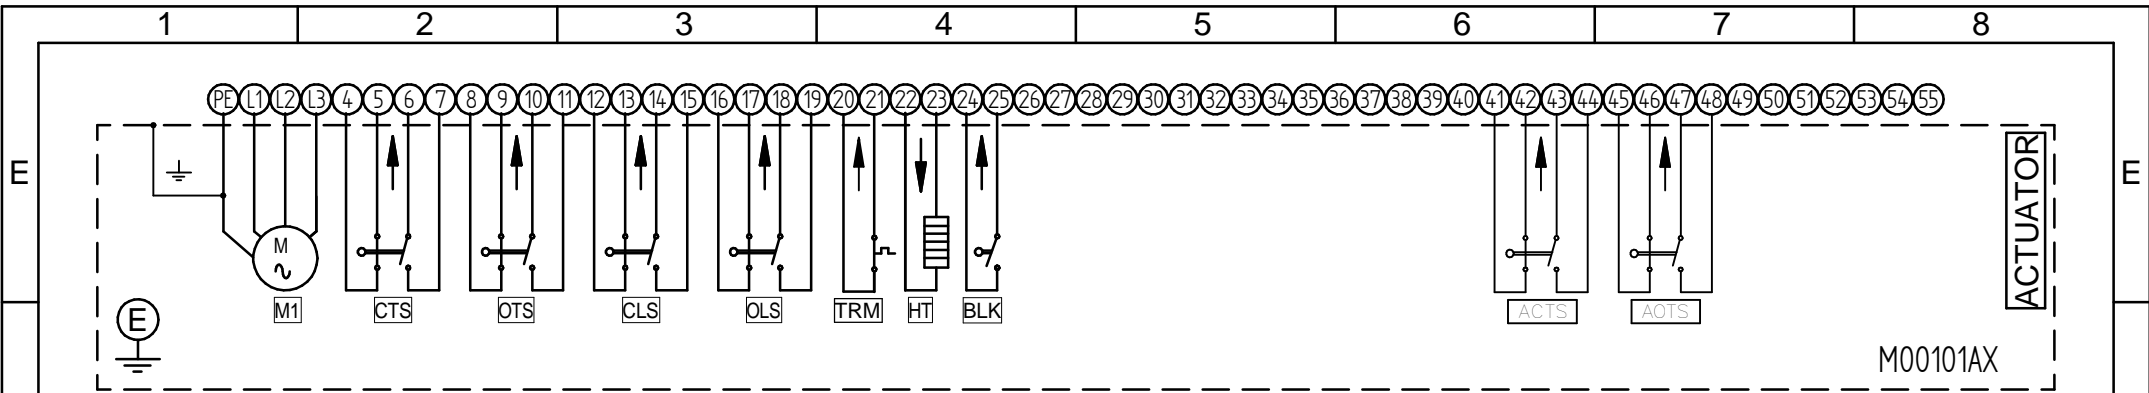 1 2 3 4 5 6 7 8
PE L1 L2 L3 4 5 6 7 8 9 10 11 12 13 14 15 16 17 18 19 20 21 22 23 24 25 26 27 28 29 30 31 32 33 34 35 36 37 38 39 40 41 42 43 44 45 46 47 48 49 50 51 52 53 54 55
E E
ACTUATOR
M
M1 CTS OTS CLS OLS TRM HT BLK ACTS AOTS
E
M00101AX